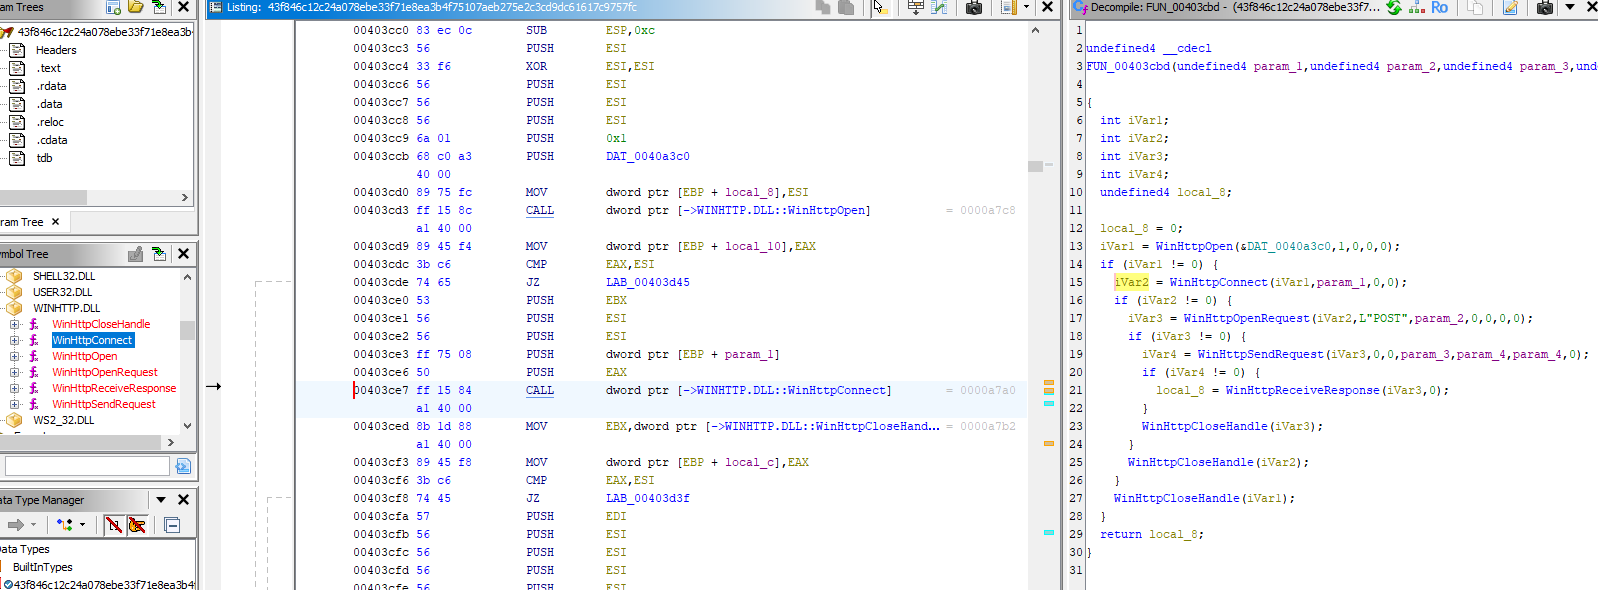 am Trees
Listing: 43f846c12c24a078ebe33f71e8ea3b4f75107aeb275e2c3cd9dc61617c9757fc
Decompile: FUN_00403cbd - (43f846c12c24a078ebe33f7...
43f846c12c24a078ebe33f71e8ea3b4
Headers
.text
.rdata
.data
.reloc
.cdata
tdb
ram Tree
ymbol Tree
SHELL32.DLL
USER32.DLL
WINHTTP.DLL
WinHttpCloseHandle
WinHttpConnect
WinHttpOpen
WinHttpOpenRequest
WinHttpReceiveResponse
WinHttpSendRequest
WS2_32.DLL
ata Type Manager
ata Types
BuiltInTypes
43f846c12c24a078ebe33f71e8ea3b4
00403cc0 83 ec 0c SUB ESP,0xc
00403cc3 56 PUSH ESI
00403cc4 33 f6 XOR ESI,ESI
00403cc6 56 PUSH ESI
00403cc7 56 PUSH ESI
00403cc8 56 PUSH ESI
00403cc9 6a 01 PUSH 0x1
00403ccb 68 c0 a3 PUSH DAT_0040a3c0
40 00
00403cd0 89 75 fc MOV dword ptr [EBP + local_8],ESI
00403cd3 ff 15 8c CALL dword ptr [->WINHTTP.DLL::WinHttpOpen] = 0000a7c8
a1 40 00
00403cd9 89 45 f4 MOV dword ptr [EBP + local_10],EAX
00403cdc 3b c6 CMP EAX,ESI
00403cde 74 65 JZ LAB_00403d45
00403ce0 53 PUSH EBX
00403ce1 56 PUSH ESI
00403ce2 56 PUSH ESI
00403ce3 ff 75 08 PUSH dword ptr [EBP + param_1]
00403ce6 50 PUSH EAX
00403ce7 ff 15 84 CALL dword ptr [->WINHTTP.DLL::WinHttpConnect] = 0000a7a0
a1 40 00
00403ced 8b 1d 88 MOV EBX,dword ptr [->WINHTTP.DLL::WinHttpCloseHand... = 0000a7b2
a1 40 00
00403cf3 89 45 f8 MOV dword ptr [EBP + local_c],EAX
00403cf6 3b c6 CMP EAX,ESI
00403cf8 74 45 JZ LAB_00403d3f
00403cfa 57 PUSH EDI
00403cfb 56 PUSH ESI
00403cfc 56 PUSH ESI
00403cfd 56 PUSH ESI
00403cfe 56 PUSH ESI
1
2 undefined4 __cdecl
3 FUN_00403cbd(undefined4 param_1,undefined4 param_2,undefined4 param_3,und
4
5 {
6 int iVar1;
7 int iVar2;
8 int iVar3;
9 int iVar4;
10 undefined4 local_8;
11
12 local_8 = 0;
13 iVar1 = WinHttpOpen(&DAT_0040a3c0,1,0,0,0);
14 if (iVar1 != 0) {
15 iVar2 = WinHttpConnect(iVar1,param_1,0,0);
16 if (iVar2 != 0) {
17 iVar3 = WinHttpOpenRequest(iVar2,L"POST",param_2,0,0,0,0);
18 if (iVar3 != 0) {
19 iVar4 = WinHttpSendRequest(iVar3,0,0,param_3,param_4,param_4,0);
20 if (iVar4 != 0) {
21 local_8 = WinHttpReceiveResponse(iVar3,0);
22 }
23 WinHttpCloseHandle(iVar3);
24 }
25 WinHttpCloseHandle(iVar2);
26 }
27 WinHttpCloseHandle(iVar1);
28 }
29 return local_8;
30 }
31